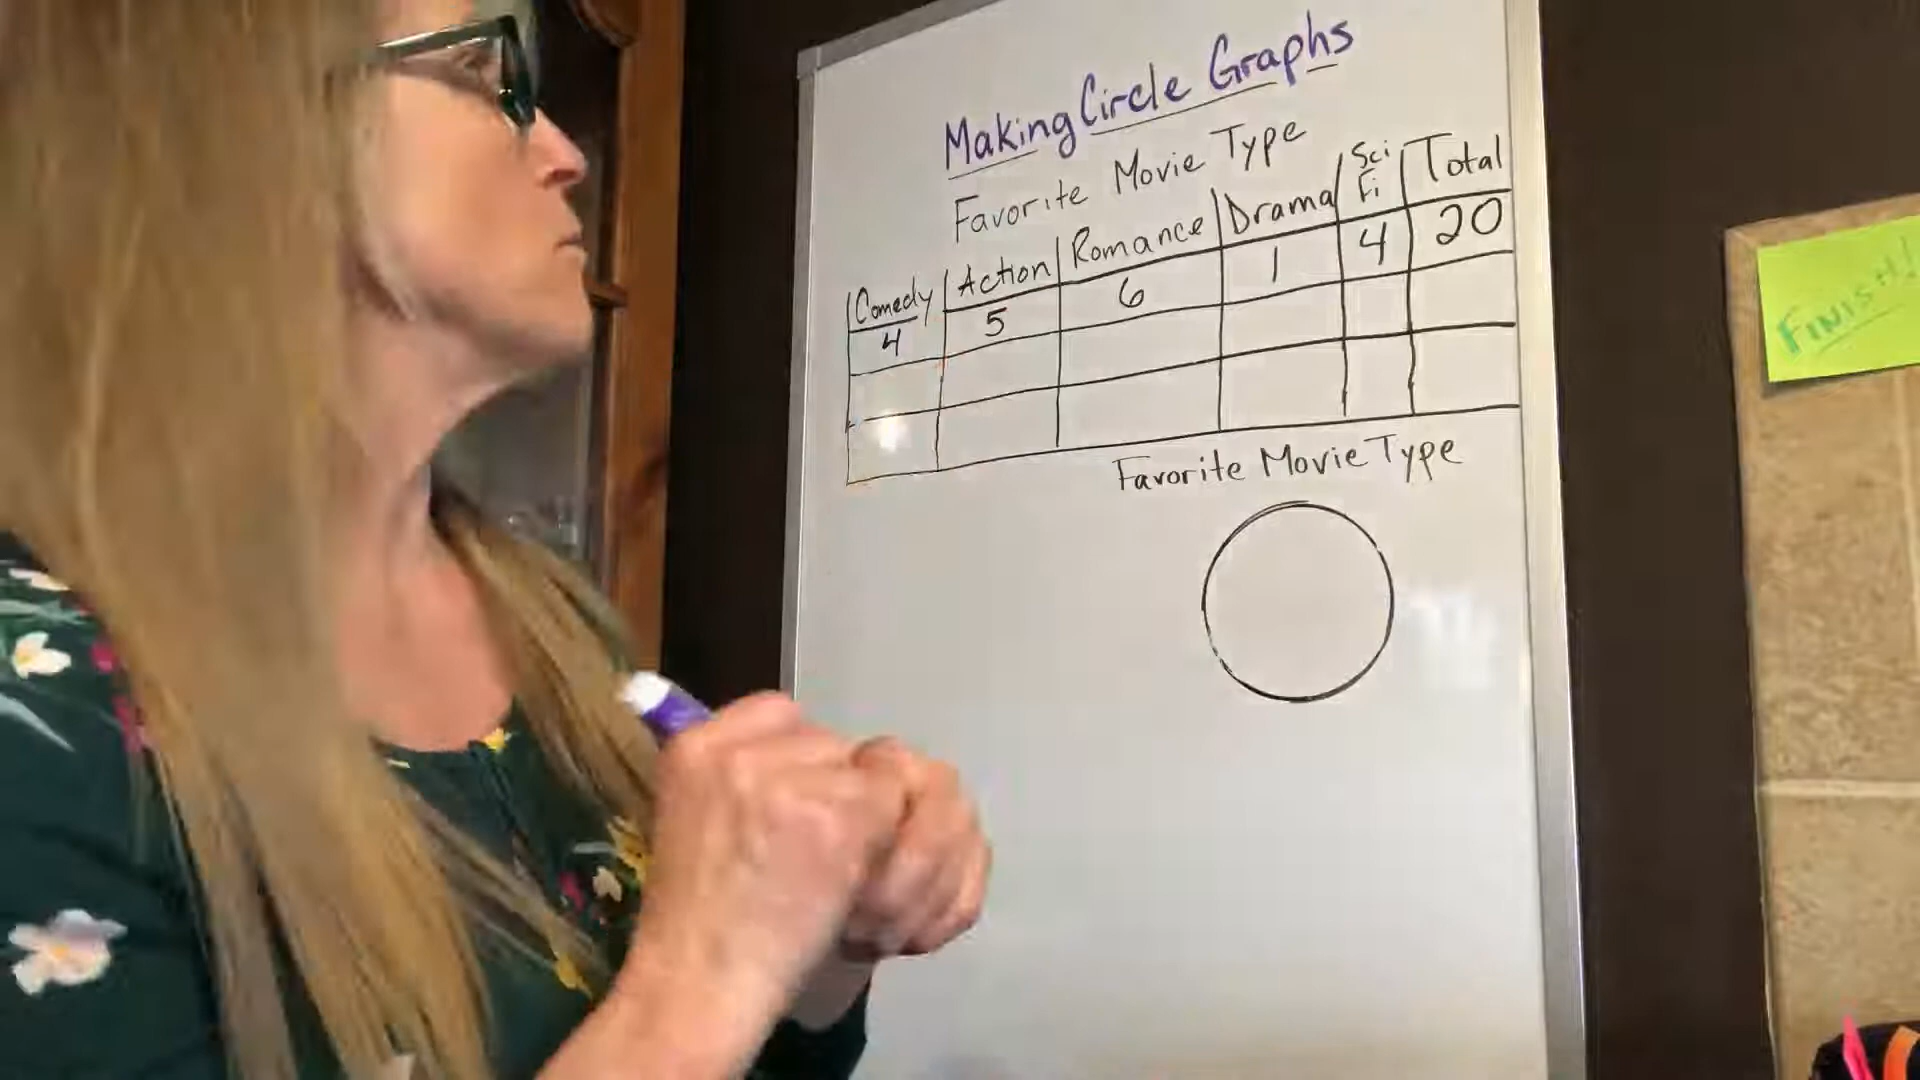 Making Circle Graphs
Favorite Movie Type
Comedy Action Romance Drama Sci Fi Total
4 5 6 1 4 20
Favorite Movie Type
FINISH!